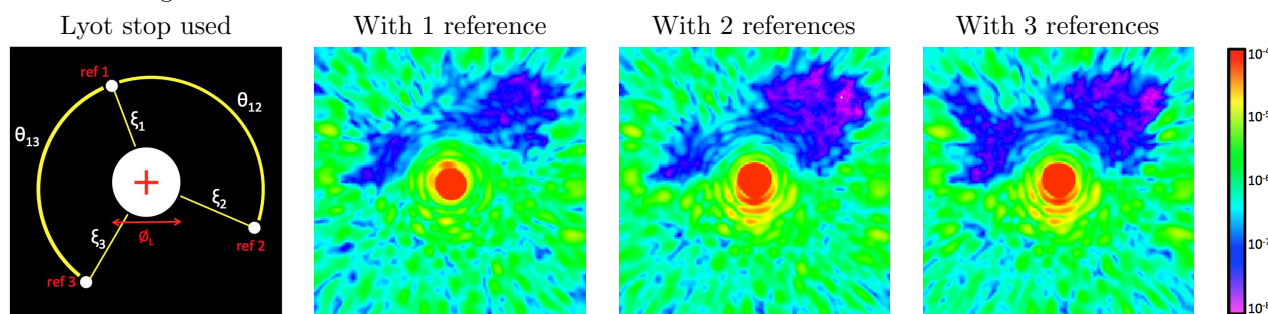 Lyot stop used
With 1 reference
With 2 references
With 3 references
ref 1
θ12
θ13
ξ1
ξ2
ref 2
ξ3
ϕL
ref 3
10-4
10-5
10-6
10-7
10-8